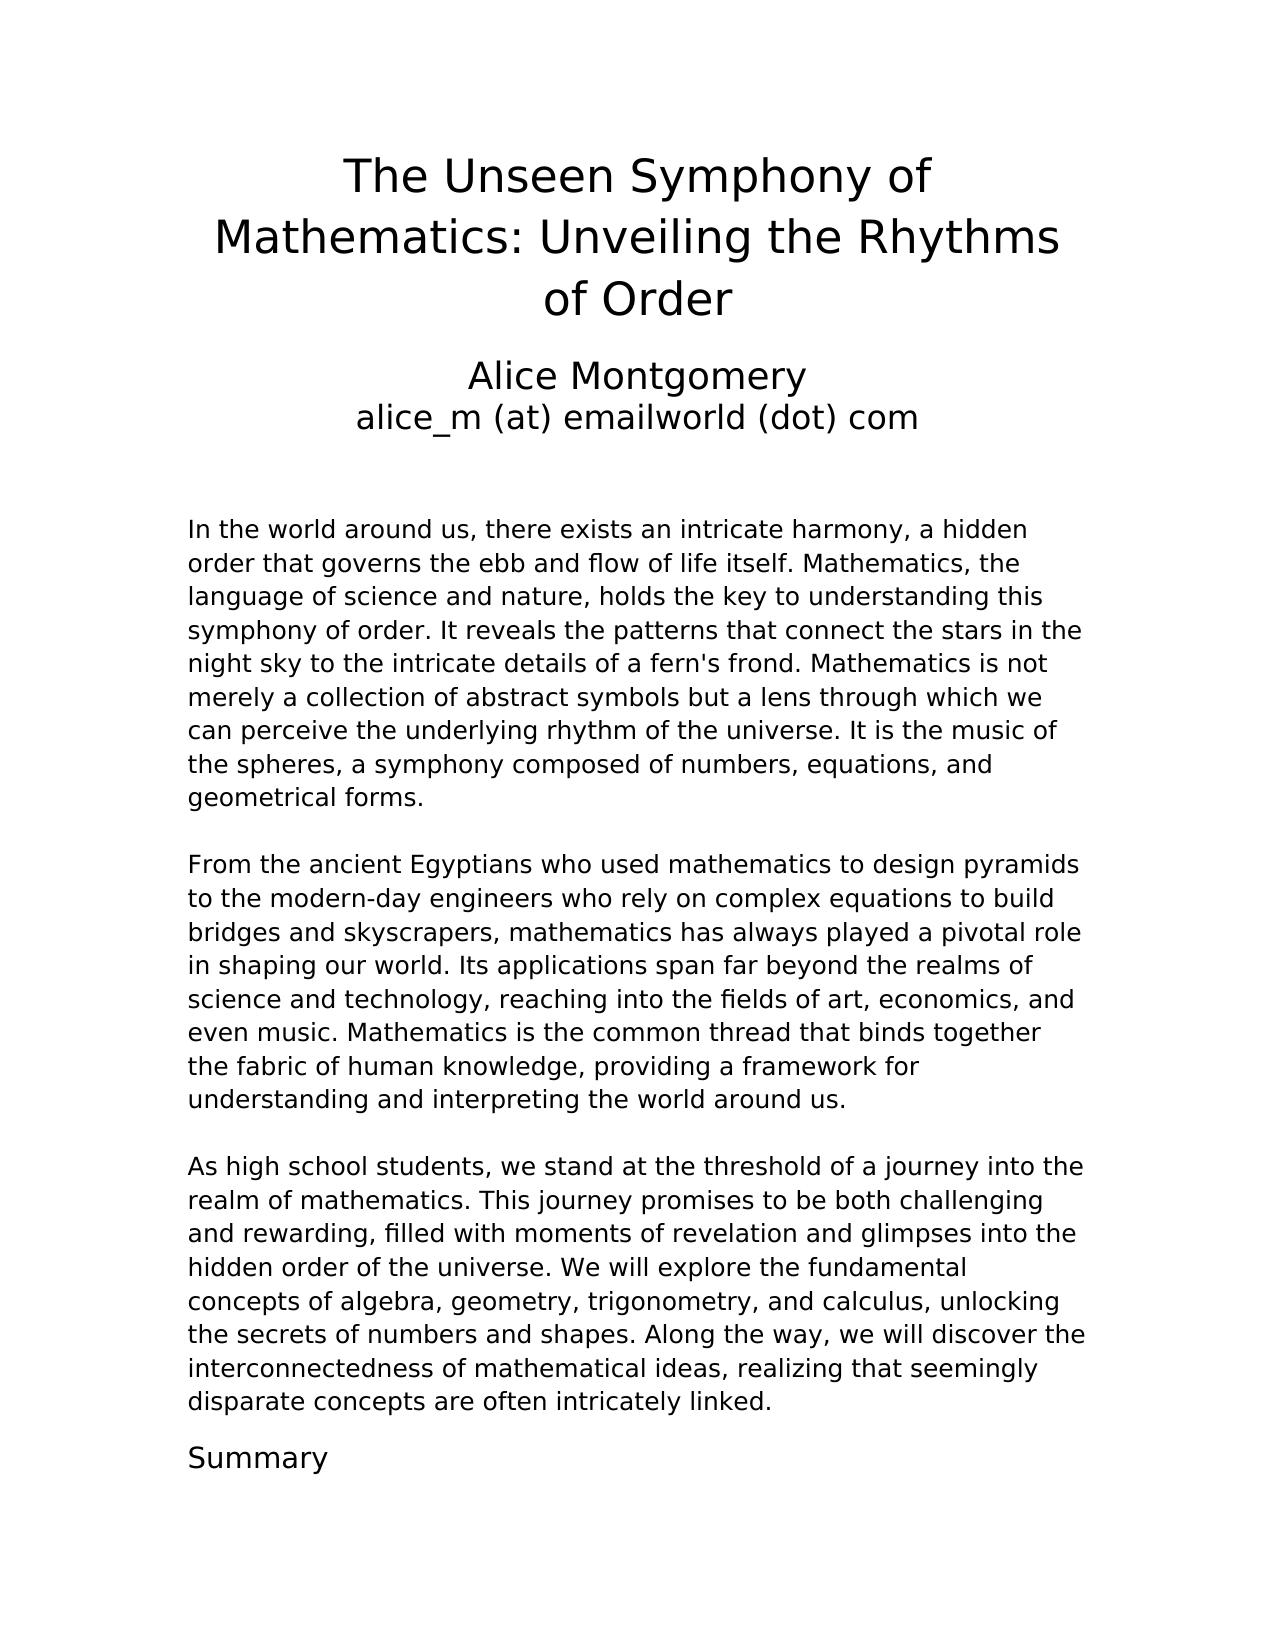 The Unseen Symphony of
Mathematics: Unveiling the Rhythms
of Order
Alice Montgomery
alice_m (at) emailworld (dot) com
In the world around us, there exists an intricate harmony, a hidden
order that governs the ebb and flow of life itself. Mathematics, the
language of science and nature, holds the key to understanding this
symphony of order. It reveals the patterns that connect the stars in the
night sky to the intricate details of a fern's frond. Mathematics is not
merely a collection of abstract symbols but a lens through which we
can perceive the underlying rhythm of the universe. It is the music of
the spheres, a symphony composed of numbers, equations, and
geometrical forms.
From the ancient Egyptians who used mathematics to design pyramids
to the modern-day engineers who rely on complex equations to build
bridges and skyscrapers, mathematics has always played a pivotal role
in shaping our world. Its applications span far beyond the realms of
science and technology, reaching into the fields of art, economics, and
even music. Mathematics is the common thread that binds together
the fabric of human knowledge, providing a framework for
understanding and interpreting the world around us.
As high school students, we stand at the threshold of a journey into the
realm of mathematics. This journey promises to be both challenging
and rewarding, filled with moments of revelation and glimpses into the
hidden order of the universe. We will explore the fundamental
concepts of algebra, geometry, trigonometry, and calculus, unlocking
the secrets of numbers and shapes. Along the way, we will discover the
interconnectedness of mathematical ideas, realizing that seemingly
disparate concepts are often intricately linked.
Summary